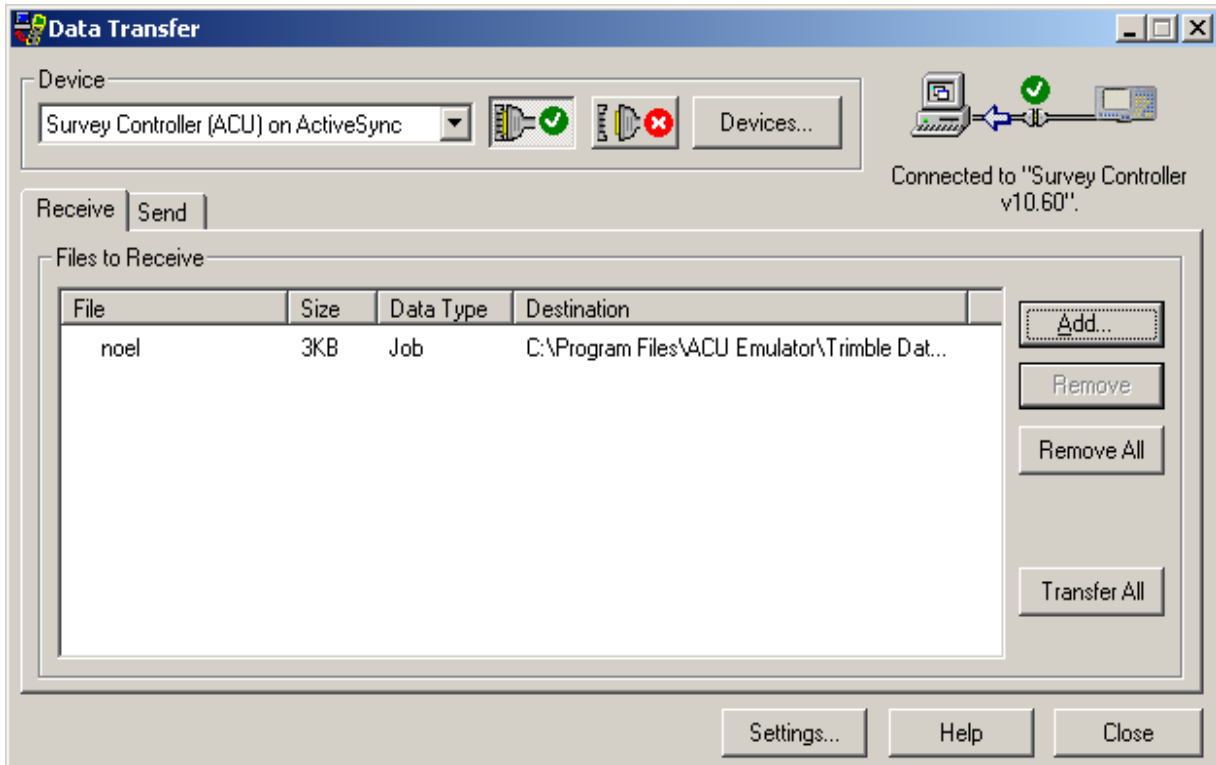 Data Transfer
Device
Survey Controller (ACU) on ActiveSync
Devices...
Connected to "Survey Controller
v10.60".
Receive
Send
Files to Receive
File Size Data Type Destination
noel 3KB Job C:\Program Files\ACU Emulator\Trimble Dat...
Add...
Remove
Remove All
Transfer All
Settings...
Help
Close